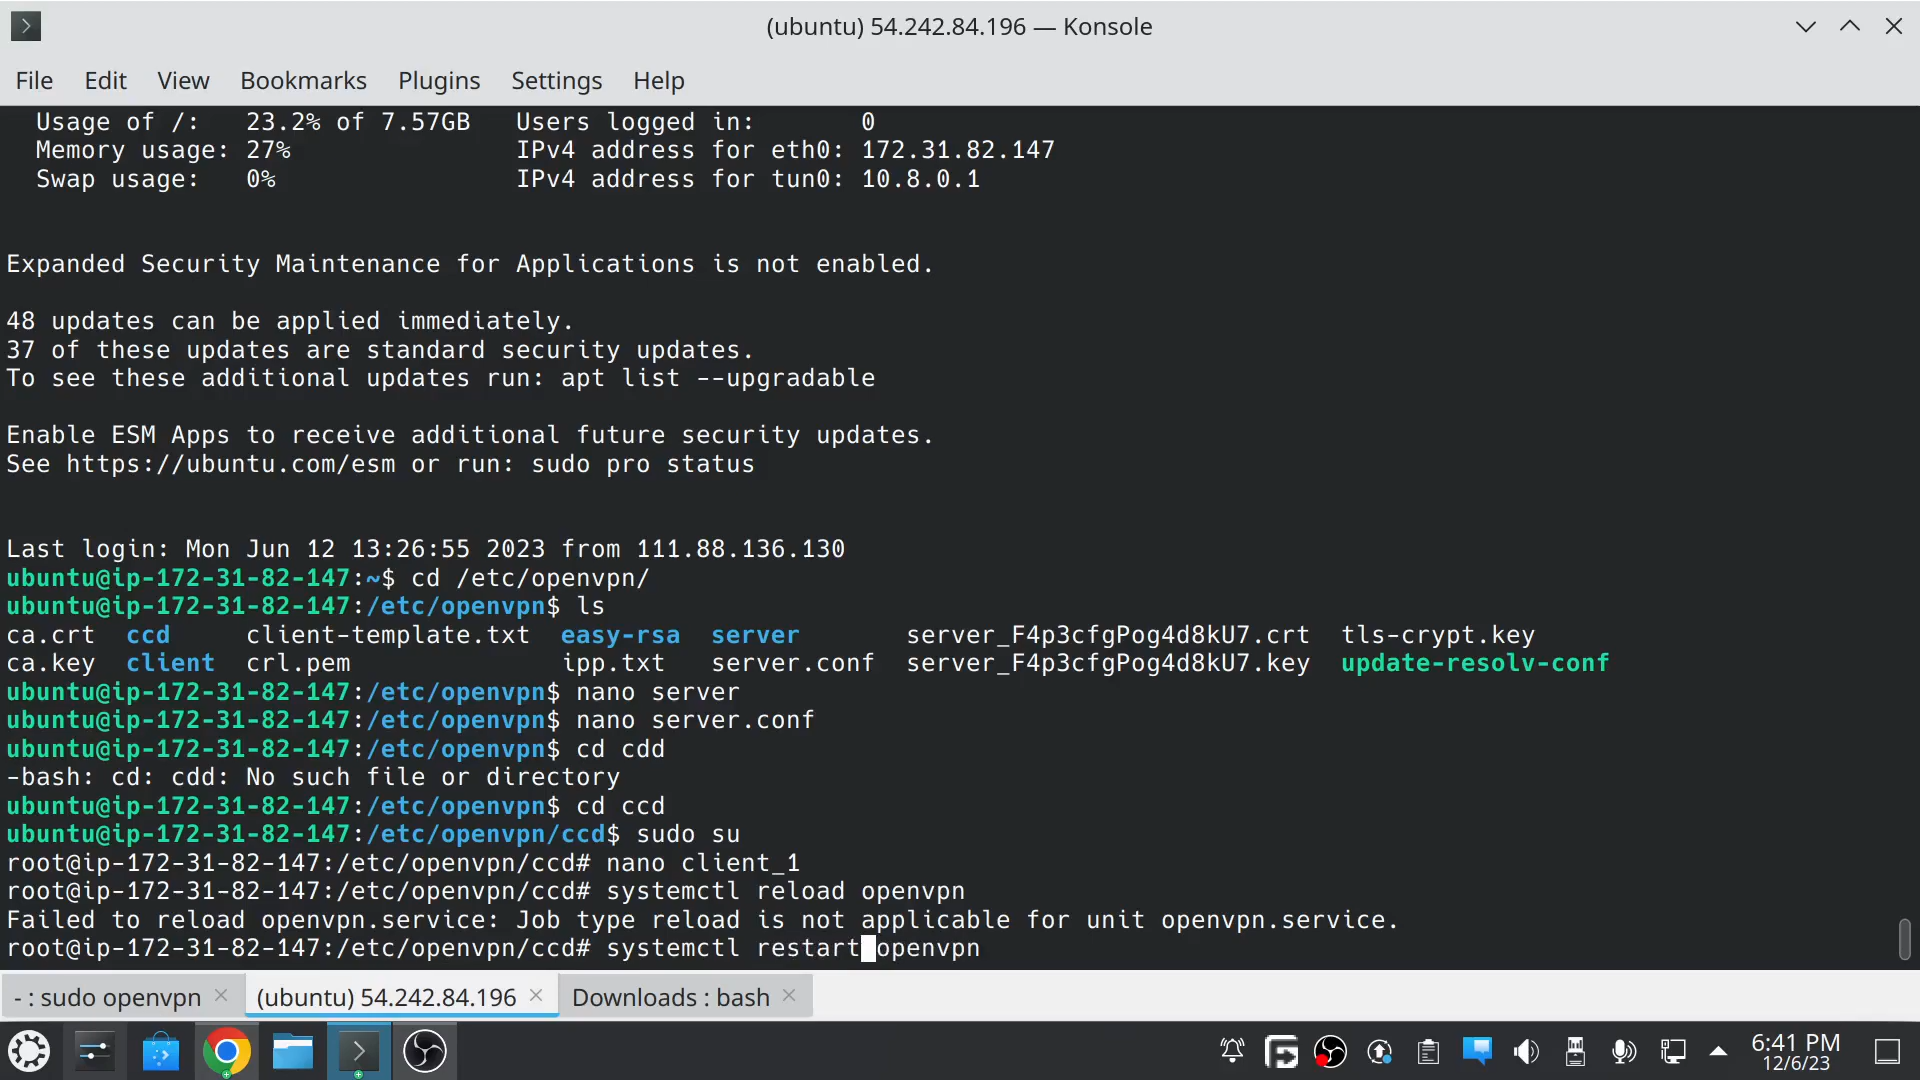 (ubuntu) 54.242.84.196 — Konsole
File Edit View Bookmarks Plugins Settings Help
Usage of /: 23.2% of 7.57GB Users logged in: 0
Memory usage: 27% IPv4 address for eth0: 172.31.82.147
Swap usage: 0% IPv4 address for tun0: 10.8.0.1
Expanded Security Maintenance for Applications is not enabled.
48 updates can be applied immediately.
37 of these updates are standard security updates.
To see these additional updates run: apt list --upgradable
Enable ESM Apps to receive additional future security updates.
See https://ubuntu.com/esm or run: sudo pro status
Last login: Mon Jun 12 13:26:55 2023 from 111.88.136.130
ubuntu@ip-172-31-82-147:~$ cd /etc/openvpn/
ubuntu@ip-172-31-82-147:/etc/openvpn$ ls
ca.crt ccd client-template.txt easy-rsa server server_F4p3cfgPog4d8kU7.crt tls-crypt.key
ca.key client crl.pem ipp.txt server.conf server_F4p3cfgPog4d8kU7.key update-resolv-conf
ubuntu@ip-172-31-82-147:/etc/openvpn$ nano server
ubuntu@ip-172-31-82-147:/etc/openvpn$ nano server.conf
ubuntu@ip-172-31-82-147:/etc/openvpn$ cd cdd
-bash: cd: cdd: No such file or directory
ubuntu@ip-172-31-82-147:/etc/openvpn$ cd ccd
ubuntu@ip-172-31-82-147:/etc/openvpn/ccd$ sudo su
root@ip-172-31-82-147:/etc/openvpn/ccd# nano client_1
root@ip-172-31-82-147:/etc/openvpn/ccd# systemctl reload openvpn
Failed to reload openvpn.service: Job type reload is not applicable for unit openvpn.service.
root@ip-172-31-82-147:/etc/openvpn/ccd# systemctl restart openvpn
- : sudo openvpn (ubuntu) 54.242.84.196 Downloads : bash
6:41 PM
12/6/23